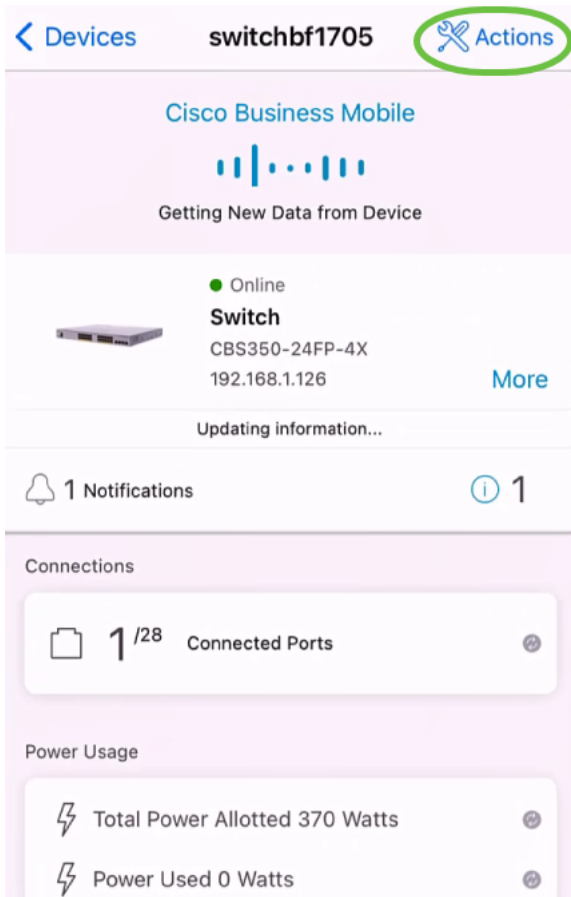 Devices switchbf1705 Actions
Cisco Business Mobile
Getting New Data from Device
Online
Switch
CBS350-24FP-4X
192.168.1.126 More
Updating information...
1 Notifications 1
Connections
1/28 Connected Ports
Power Usage
Total Power Allotted 370 Watts
Power Used 0 Watts